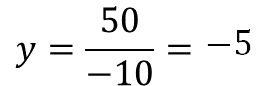 y = 50/-10 = -5